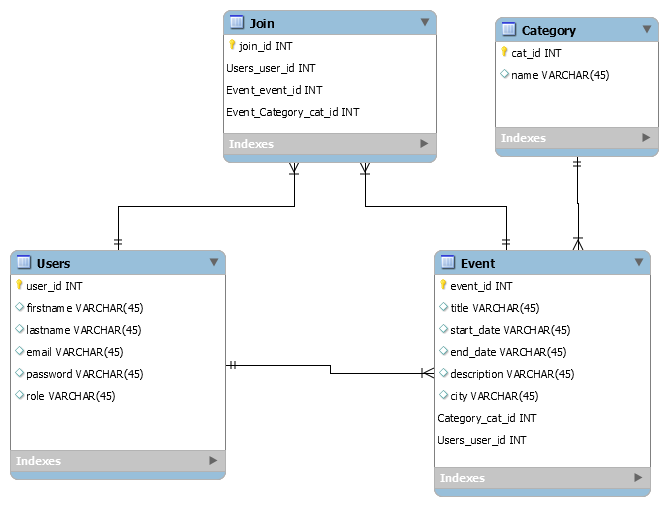 Join
join_id INT
Users_user_id INT
Event_event_id INT
Event_Category_cat_id INT
Indexes
Category
cat_id INT
name VARCHAR(45)
Indexes
Users
user_id INT
firstname VARCHAR(45)
lastname VARCHAR(45)
email VARCHAR(45)
password VARCHAR(45)
role VARCHAR(45)
Indexes
Event
event_id INT
title VARCHAR(45)
start_date VARCHAR(45)
end_date VARCHAR(45)
description VARCHAR(45)
city VARCHAR(45)
Category_cat_id INT
Users_user_id INT
Indexes